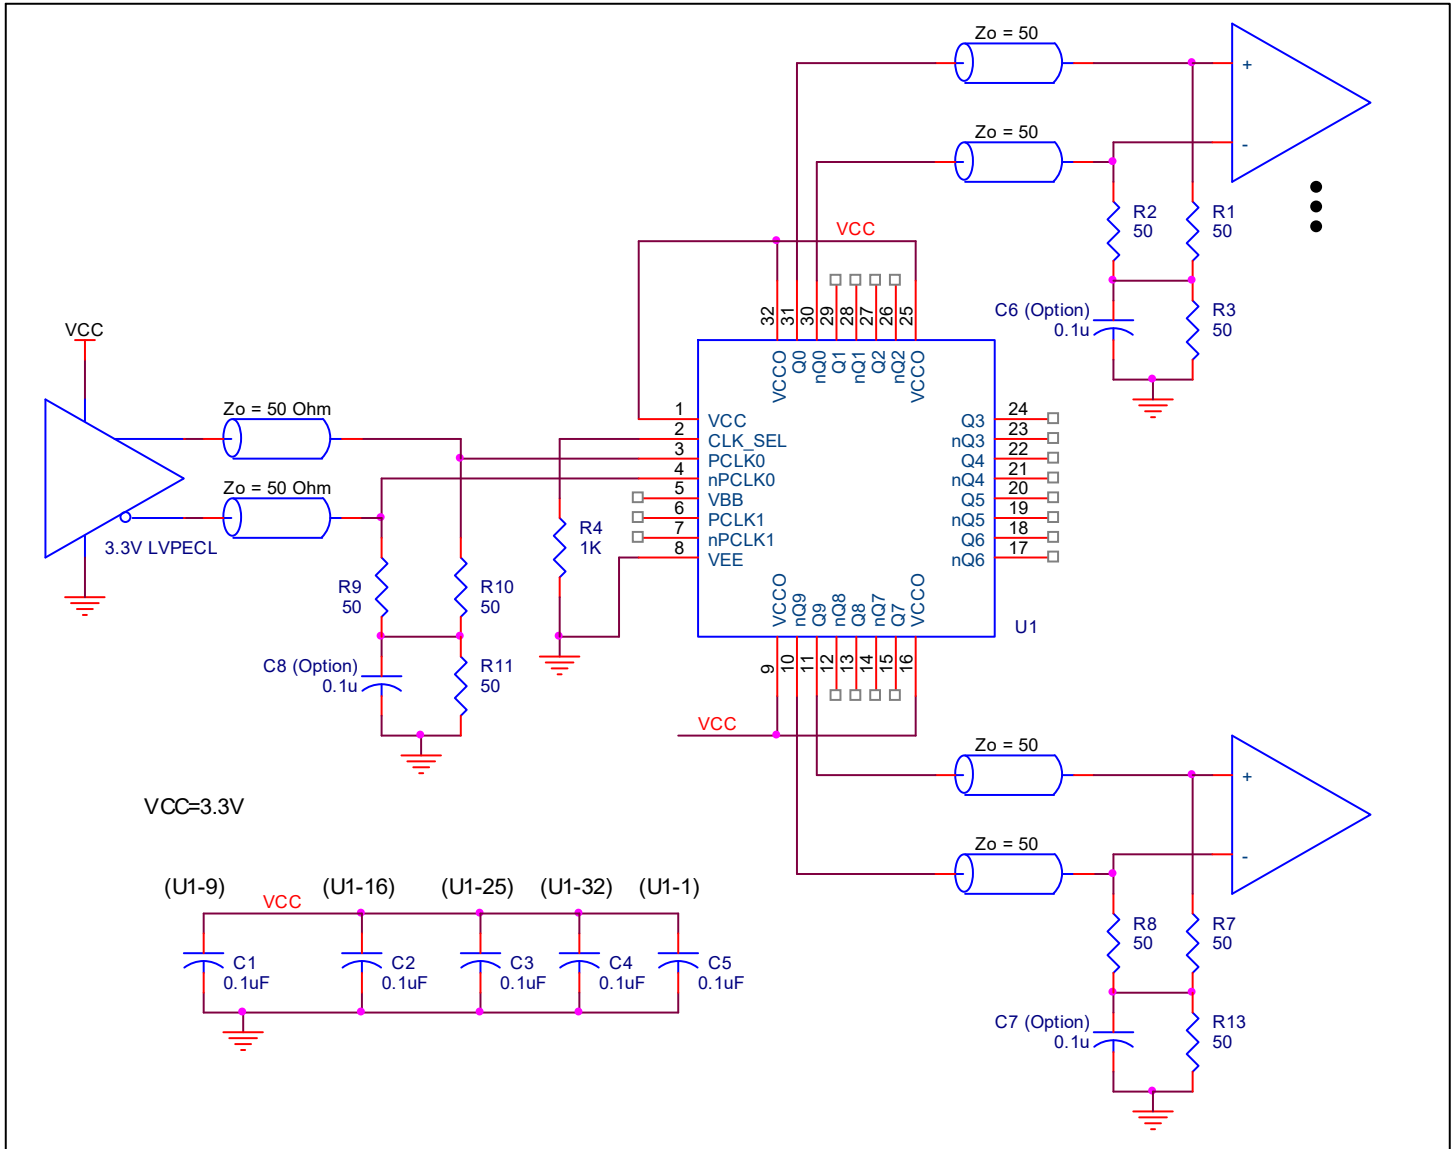 Zo = 50
+
Zo = 50
-
R2
50
R1
50
C6 (Option)
0.1u
R3
50
VCC
32
31
30
29
28
27
26
25
VCCO
Q0
nQ0
Q1
nQ1
Q2
nQ2
VCCO
VCC
Zo = 50 Ohm
Zo = 50 Ohm
3.3V LVPECL
1
2
3
4
5
6
7
8
VCC
CLK_SEL
PCLK0
nPCLK0
VBB
PCLK1
nPCLK1
VEE
Q3
nQ3
Q4
nQ4
Q5
nQ5
Q6
nQ6
24
23
22
21
20
19
18
17
R4
1K
R9
50
R10
50
C8 (Option)
0.1u
R11
50
VCCO
nQ9
Q9
nQ8
Q8
nQ7
Q7
VCCO
U1
9
10
11
12
13
14
15
16
VCC
Zo = 50
+
Zo = 50
-
R8
50
R7
50
C7 (Option)
0.1u
R13
50
VCC=3.3V
(U1-9)
(U1-16)
(U1-25)
(U1-32)
(U1-1)
VCC
C1
0.1uF
C2
0.1uF
C3
0.1uF
C4
0.1uF
C5
0.1uF